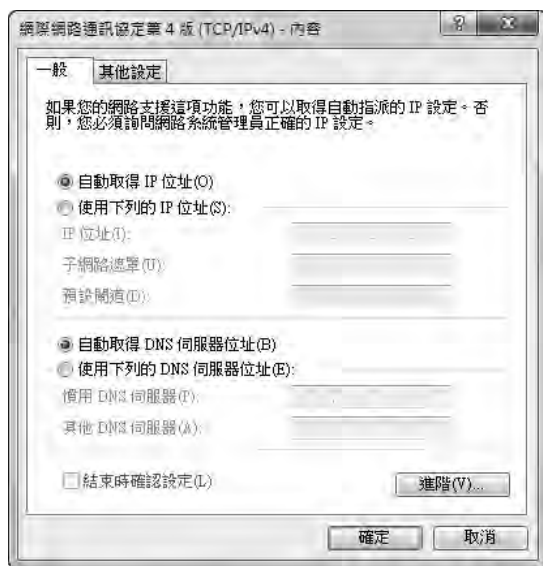 網際網路通訊協定第 4 版 (TCP/IPv4) - 內容
一般 其他設定
如果您的網路支援這項功能，您可以取得自動指派的 IP 設定。否
則，您必須詢問網路系統管理員正確的 IP 設定。
自動取得 IP 位址(O)
使用下列的 IP 位址(S):
IP 位址(I):
子網路遮罩(U):
預設閘道(D):
自動取得 DNS 伺服器位址(B)
使用下列的 DNS 伺服器位址(E):
慣用 DNS 伺服器(P):
其他 DNS 伺服器(A):
結束時確認設定(L)
進階(V)...
確定 取消